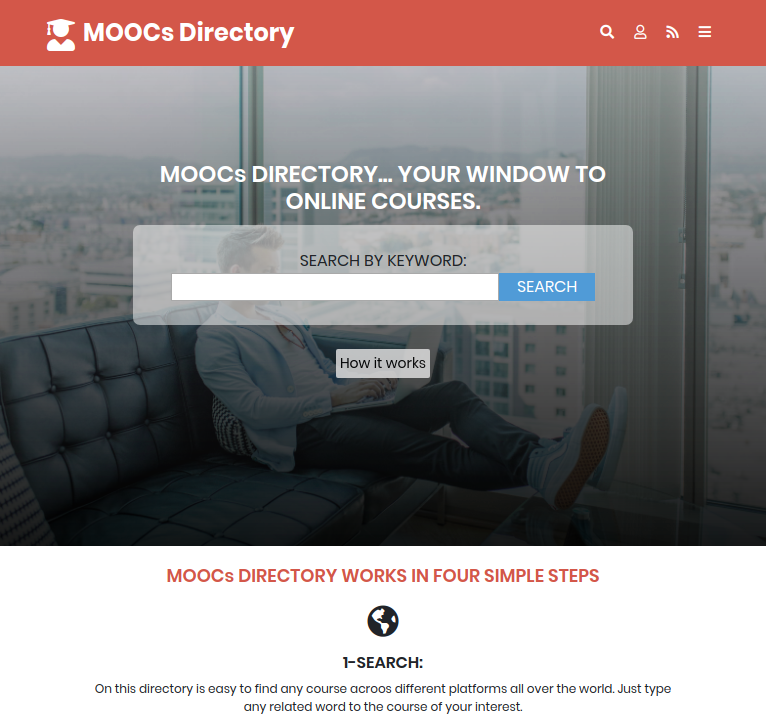 MOOCs Directory
MOOCs DIRECTORY... YOUR WINDOW TO
ONLINE COURSES.
SEARCH BY KEYWORD:
SEARCH
How it works
MOOCs DIRECTORY WORKS IN FOUR SIMPLE STEPS
1-SEARCH:
On this directory is easy to find any course acroos different platforms all over the world. Just type
any related word to the course of your interest.